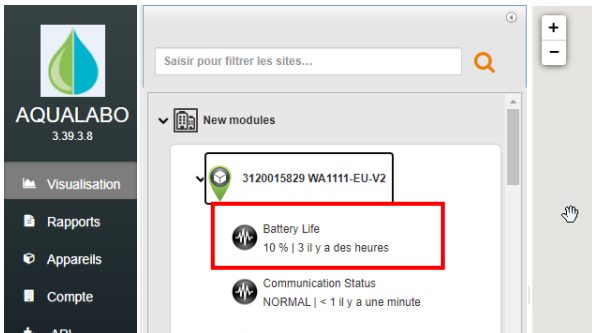 AQUALABO
3.39.3.8
Visualisation
Rapports
Appareils
Compte
API
Saisir pour filtrer les sites...
New modules
3120015829 WA1111-EU-V2
Battery Life
10 % | 3 il y a des heures
Communication Status
NORMAL | < 1 il y a une minute
+
−